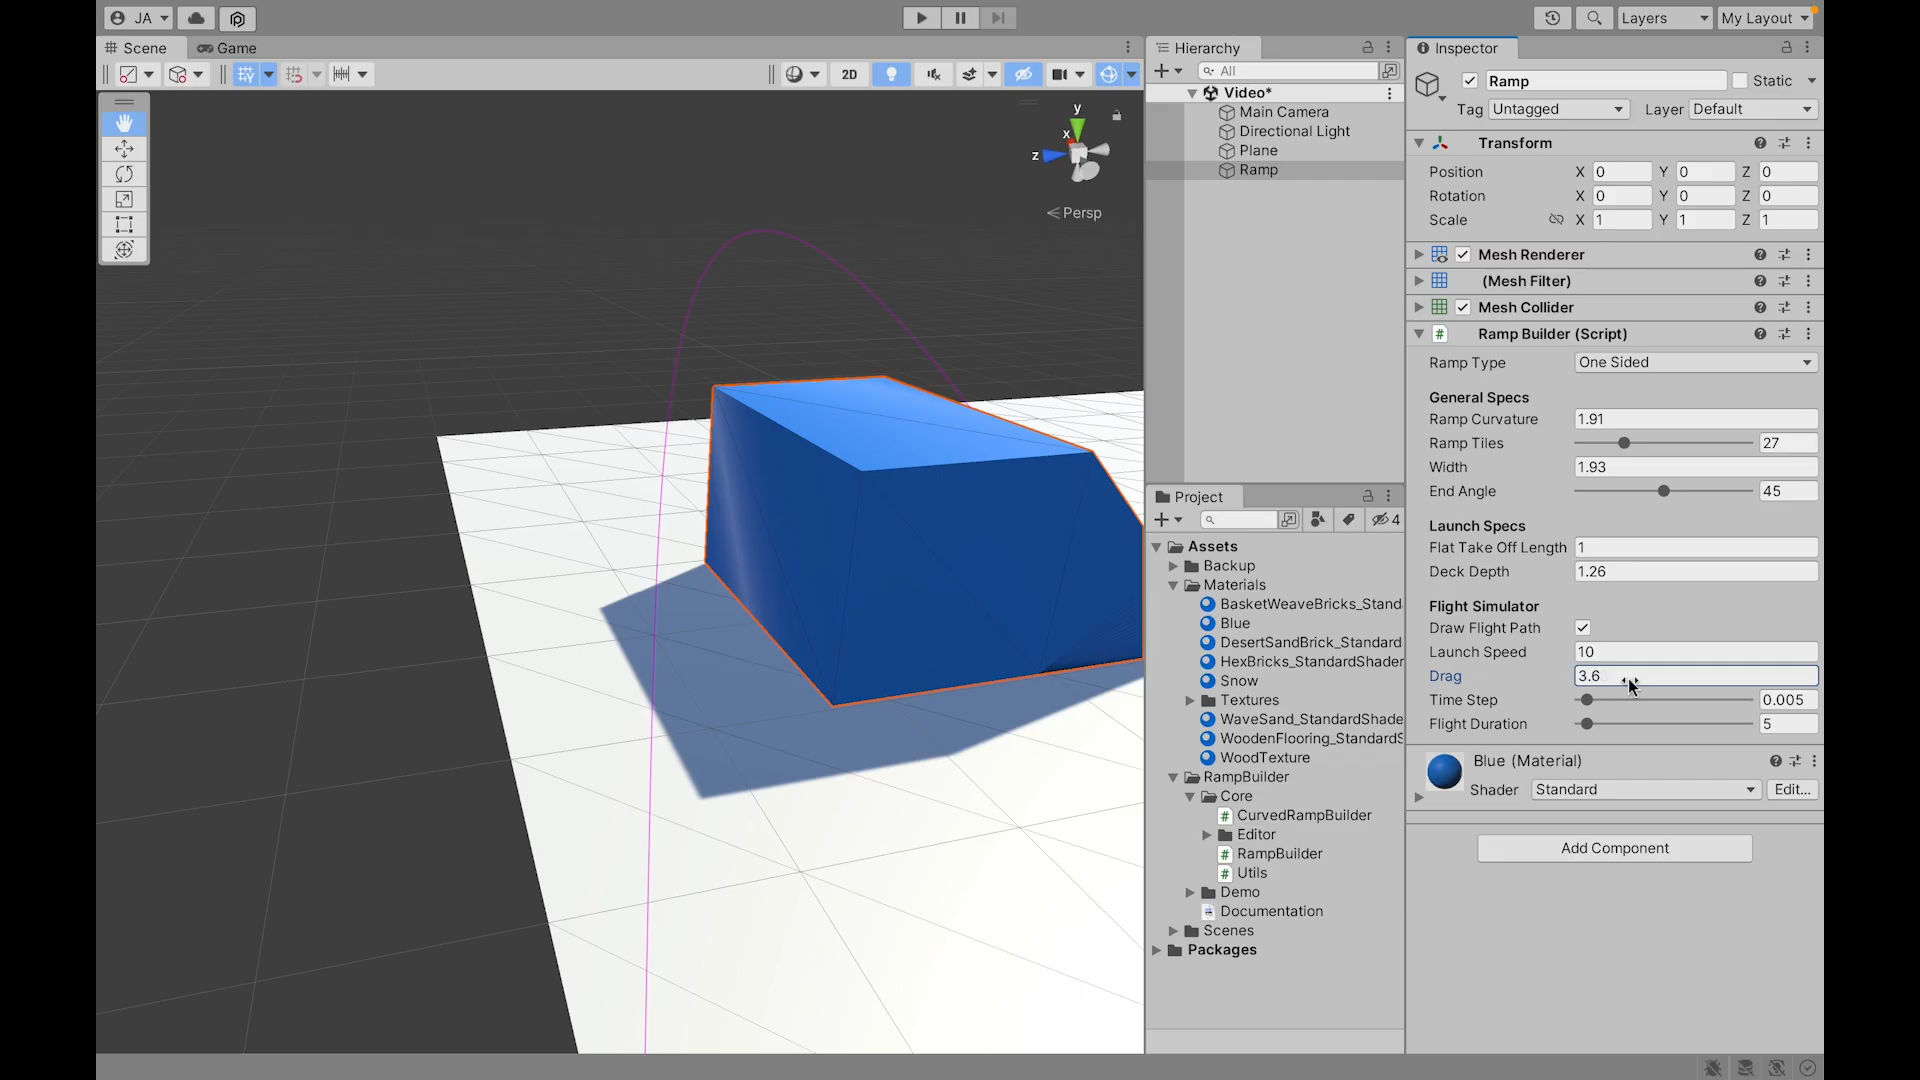 JA
Layers
My Layout
Scene
Game
2D
y
x
z
Persp
Hierarchy
All
Video*
Main Camera
Directional Light
Plane
Ramp
Project
4
Assets
Backup
Materials
BasketWeaveBricks_Stand
Blue
DesertSandBrick_Standard
HexBricks_StandardShader
Snow
Textures
WaveSand_StandardShade
WoodenFlooring_StandardS
WoodTexture
RampBuilder
Core
CurvedRampBuilder
Editor
RampBuilder
Utils
Demo
Documentation
Scenes
Packages
Inspector
Ramp
Static
Tag Untagged Layer Default
Transform
Position X 0 Y 0 Z 0
Rotation X 0 Y 0 Z 0
Scale X 1 Y 1 Z 1
Mesh Renderer
(Mesh Filter)
Mesh Collider
# Ramp Builder (Script)
Ramp Type One Sided
General Specs
Ramp Curvature 1.91
Ramp Tiles 27
Width 1.93
End Angle 45
Launch Specs
Flat Take Off Length 1
Deck Depth 1.26
Flight Simulator
Draw Flight Path
Launch Speed 10
Drag 3.6
Time Step 0.005
Flight Duration 5
Blue (Material)
Shader Standard Edit...
Add Component